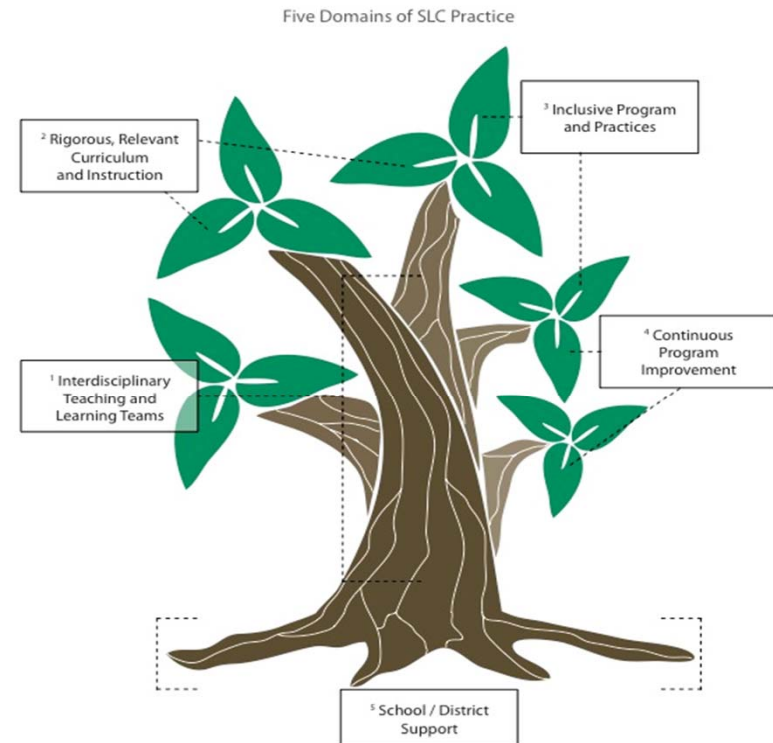 Five Domains of SLC Practice
² Rigorous, Relevant
Curriculum
and Instruction
³ Inclusive Program
and Practices
¹ Interdisciplinary
Teaching and
Learning Teams
⁴ Continuous
Program
Improvement
⁵ School / District
Support